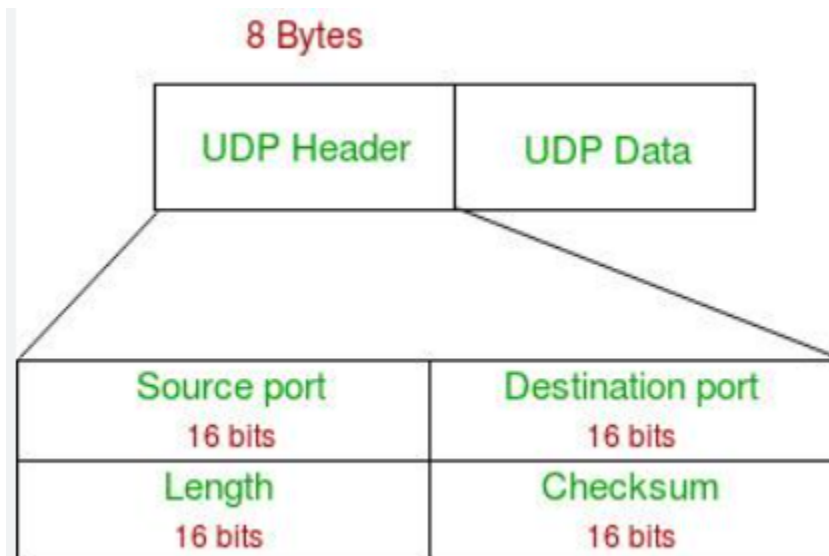 8 Bytes
UDP Header
UDP Data
Source port
16 bits
Destination port
16 bits
Length
16 bits
Checksum
16 bits